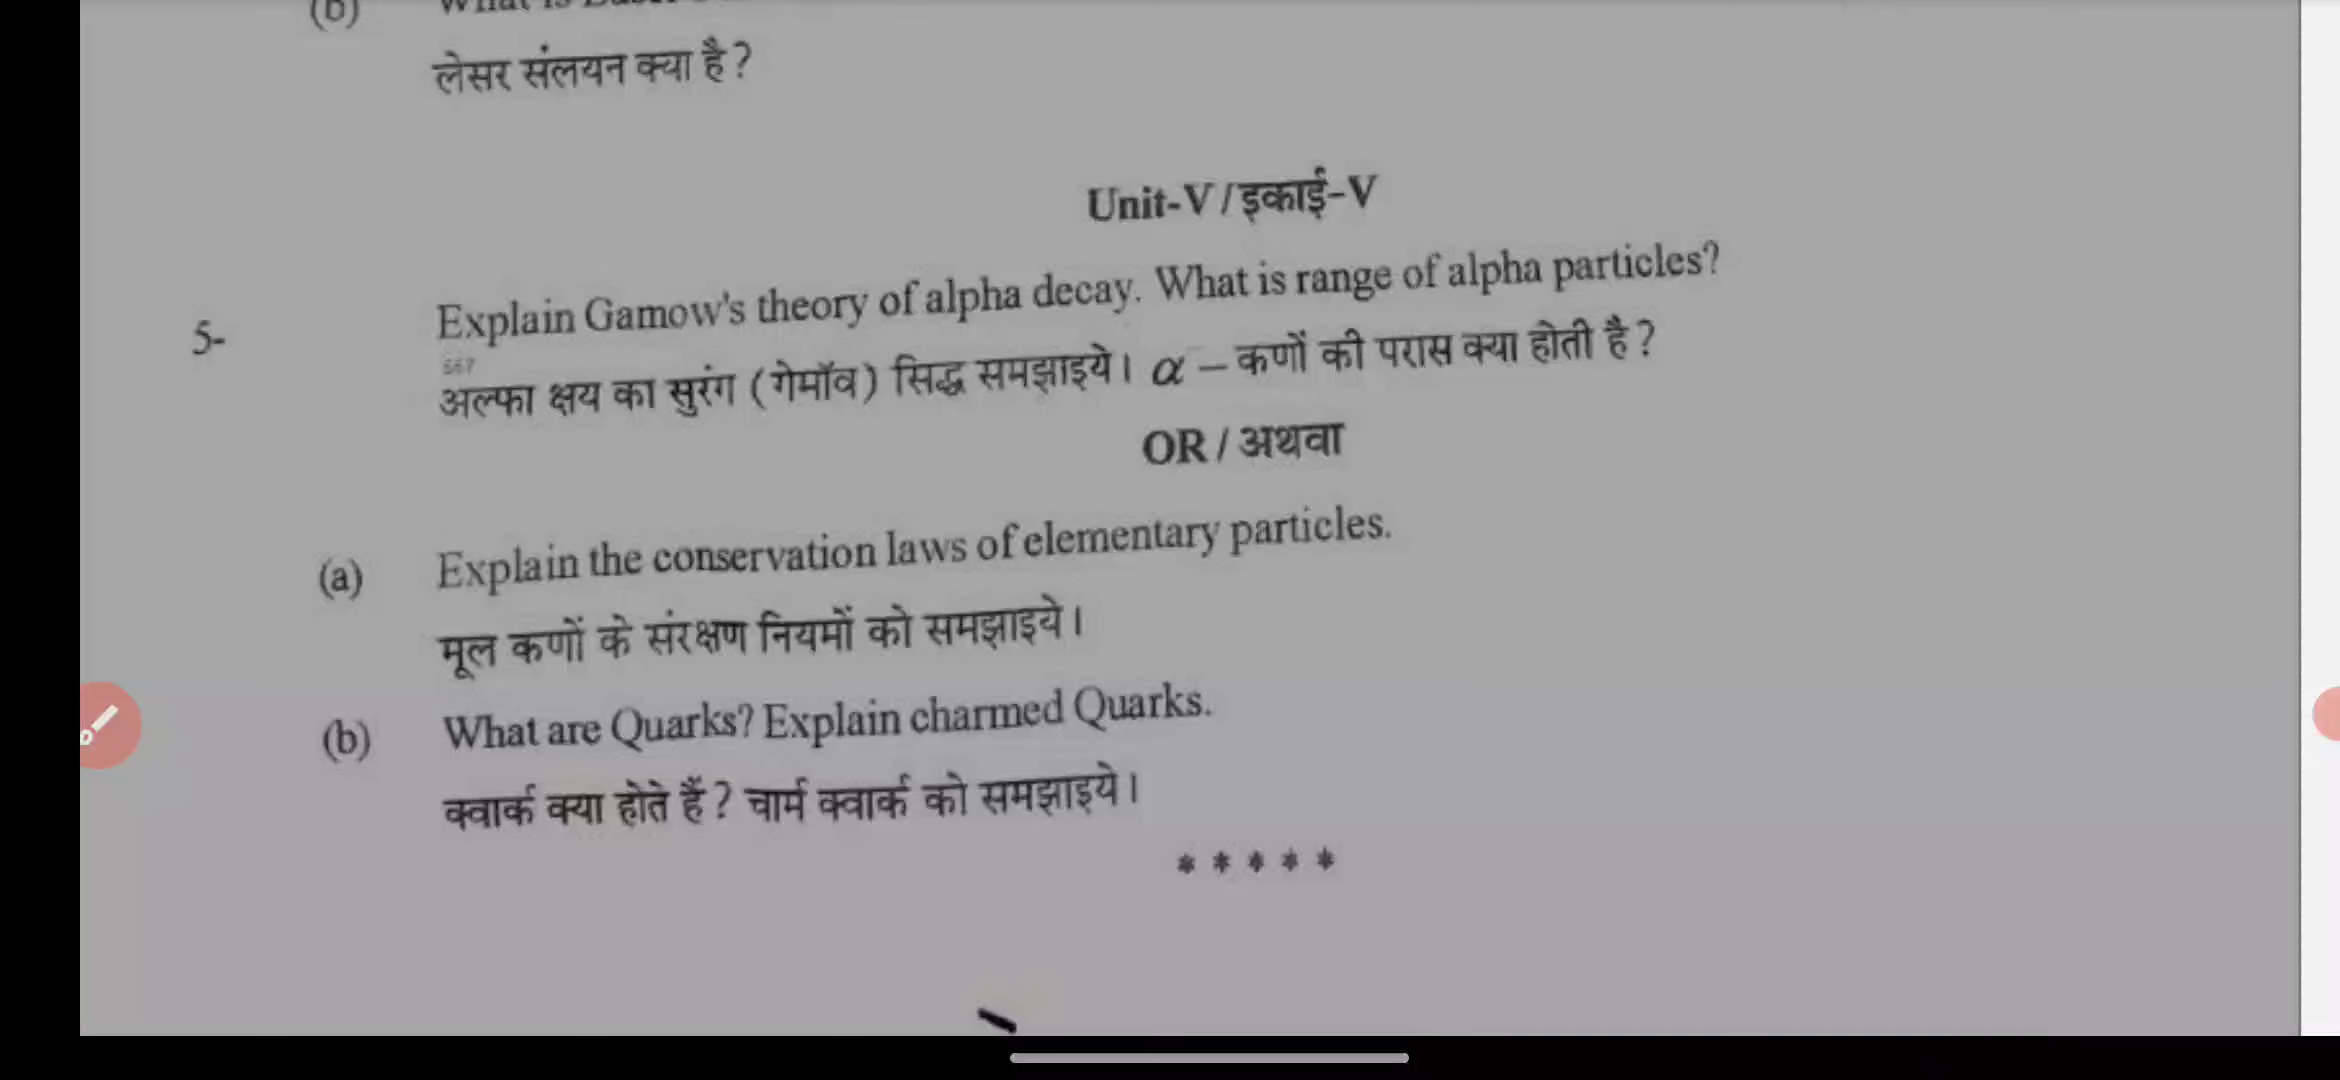 (b)
लेसर संलयन क्या है?
Unit-V / इकाई-V
5- Explain Gamow's theory of alpha decay. What is range of alpha particles?
अल्फा क्षय का सुरंग (गेमॉव) सिद्ध समझाइये। α – कणों की परास क्या होती है?
OR / अथवा
(a) Explain the conservation laws of elementary particles.
मूल कणों के संरक्षण नियमों को समझाइये।
(b) What are Quarks? Explain charmed Quarks.
क्वार्क क्या होते हैं? चार्म क्वार्क को समझाइये।
* * * * *